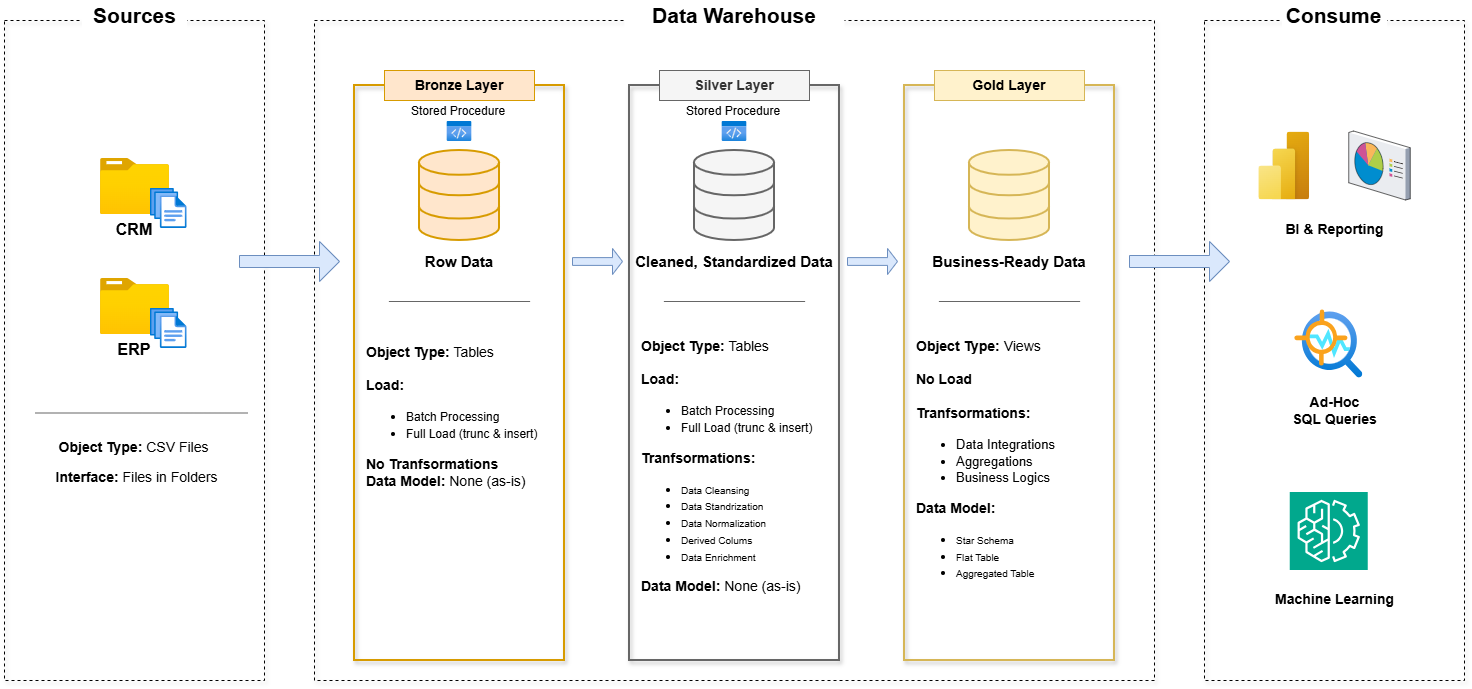 Sources
CRM
ERP
Object Type: CSV Files
Interface: Files in Folders
Data Warehouse
Bronze Layer
Stored Procedure
Row Data
Object Type: Tables
Load:
• Batch Processing
• Full Load (trunc & insert)
No Tranfsormations
Data Model: None (as-is)
Silver Layer
Stored Procedure
Cleaned, Standardized Data
Object Type: Tables
Load:
• Batch Processing
• Full Load (trunc & insert)
Tranfsormations:
• Data Cleansing
• Data Standrization
• Data Normalization
• Derived Colums
• Data Enrichment
Data Model: None (as-is)
Gold Layer
Business-Ready Data
Object Type: Views
No Load
Tranfsormations:
• Data Integrations
• Aggregations
• Business Logics
Data Model:
• Star Schema
• Flat Table
• Aggregated Table
Consume
BI & Reporting
Ad-Hoc
SQL Queries
Machine Learning